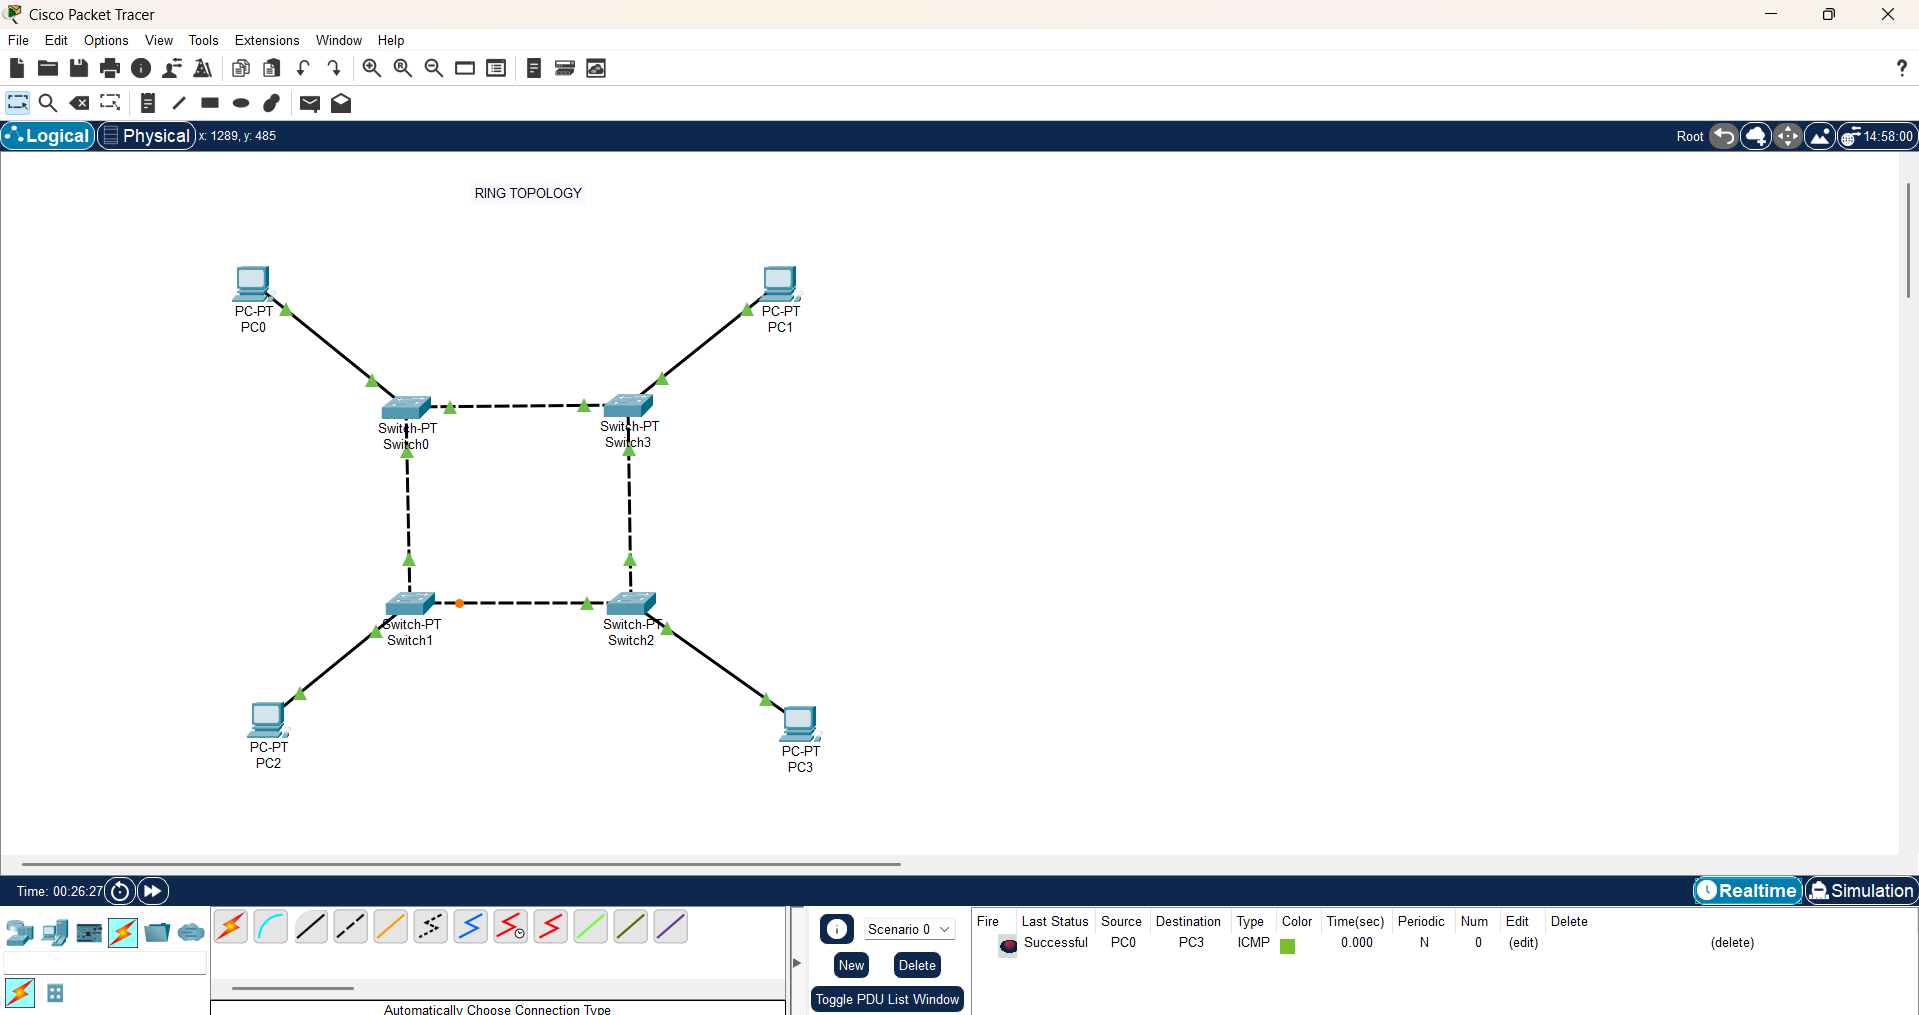 Cisco Packet Tracer
File Edit Options View Tools Extensions Window Help
?
Logical Physical x: 1289, y: 485 Root 14:58:00
RING TOPOLOGY
PC-PT
PC0
PC-PT
PC1
Switch-PT
Switch0
Switch-PT
Switch3
Switch-PT
Switch1
Switch-PT
Switch2
PC-PT
PC2
PC-PT
PC3
Time: 00:26:27 Realtime Simulation
Scenario 0
New Delete
Toggle PDU List Window
Fire Last Status Source Destination Type Color Time(sec) Periodic Num Edit Delete
Successful PC0 PC3 ICMP 0.000 N 0 (edit) (delete)
Automatically Choose Connection Type